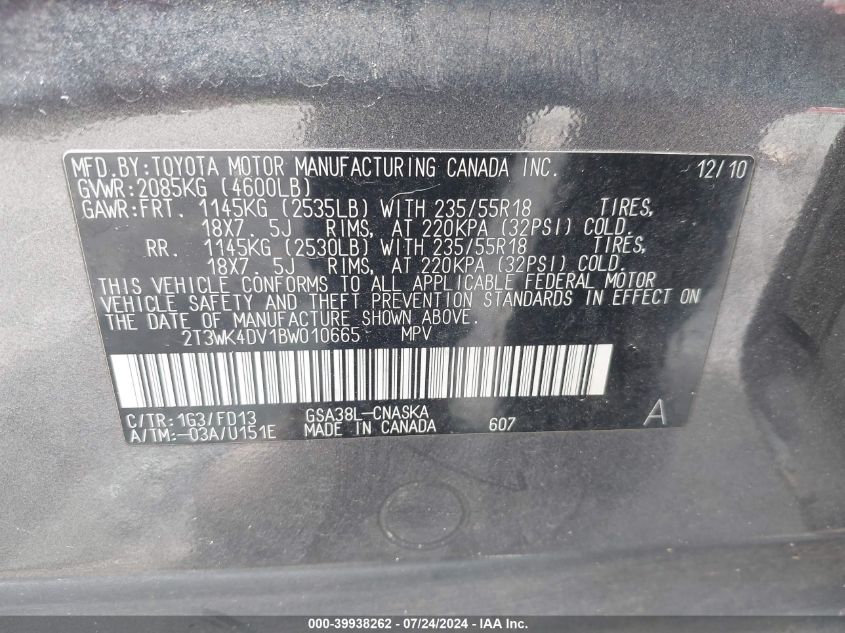 MFD.BY:TOYOTA MOTOR MANUFACTURING CANADA INC. 12/10
GVWR:2085KG (4600LB)
GAWR:FRT. 1145KG (2535LB) WITH 235/55R18 TIRES,
18X7. 5J RIMS, AT 220KPA (32PSI) COLD.
RR. 1145KG (2530LB) WITH 235/55R18 TIRES,
18X7. 5J RIMS, AT 220KPA (32PSI) COLD.
THIS VEHICLE CONFORMS TO ALL APPLICABLE FEDERAL MOTOR
VEHICLE SAFETY AND THEFT PREVENTION STANDARDS IN EFFECT ON
THE DATE OF MANUFACTURE SHOWN ABOVE.
2T3WK4DV1BW010665 MPV
C/TR:1G3/FD13 GSA38L-CNASKA A
A/TM:-03A/U151E MADE IN CANADA 607
000-39938262 - 07/24/2024 - IAA Inc.